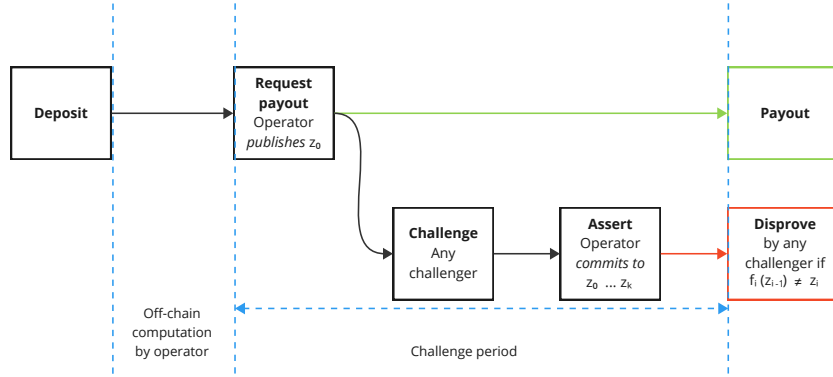 Deposit
Request
payout
Operator
publishes z₀
Payout
Challenge
Any
challenger
Assert
Operator
commits to
z₀ ... zₖ
Disprove
by any
challenger if
fᵢ (zᵢ₋₁) ≠ zᵢ
Off-chain
computation
by operator
Challenge period